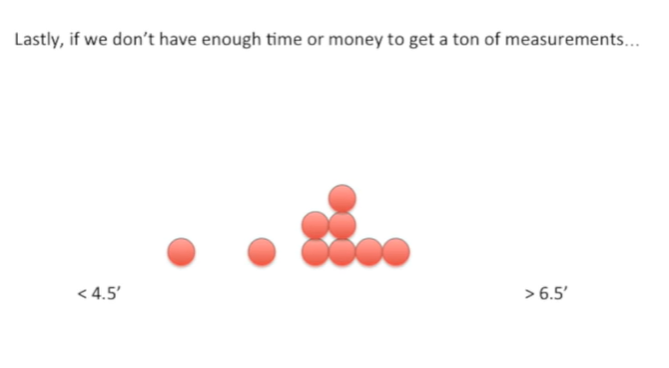 Lastly, if we don’t have enough time or money to get a ton of measurements…
< 4.5′
> 6.5′